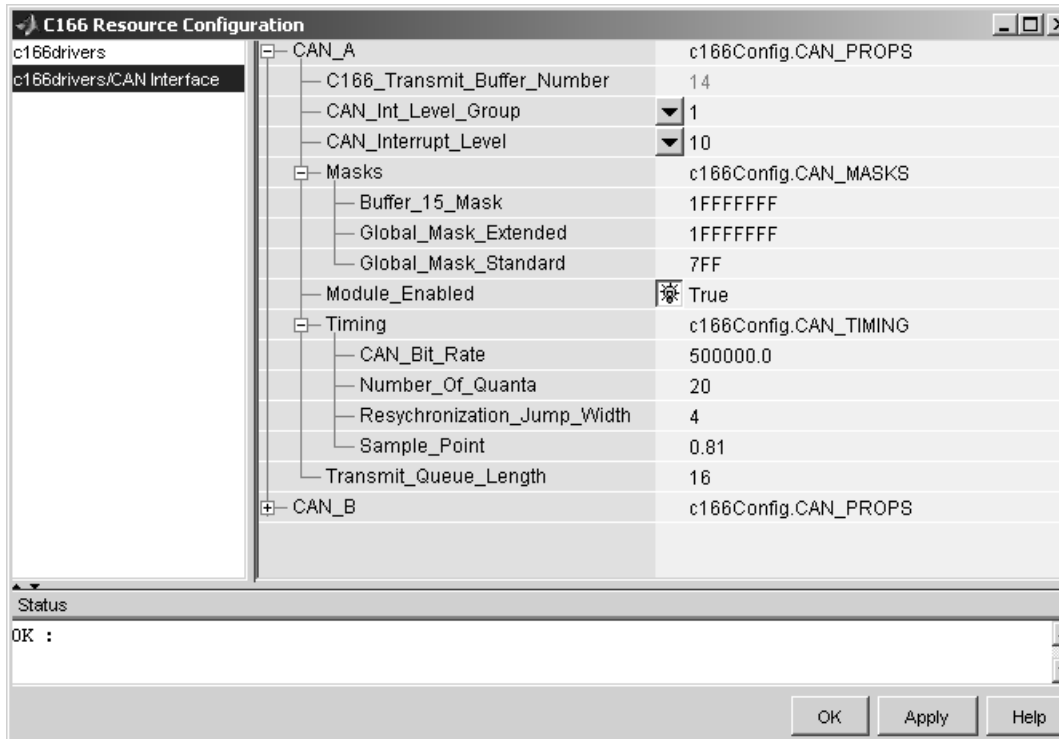 C166 Resource Configuration
c166drivers
c166drivers/CAN Interface
CAN_A c166Config.CAN_PROPS
C166_Transmit_Buffer_Number 14
CAN_Int_Level_Group 1
CAN_Interrupt_Level 10
Masks c166Config.CAN_MASKS
Buffer_15_Mask 1FFFFFFF
Global_Mask_Extended 1FFFFFFF
Global_Mask_Standard 7FF
Module_Enabled True
Timing c166Config.CAN_TIMING
CAN_Bit_Rate 500000.0
Number_Of_Quanta 20
Resychronization_Jump_Width 4
Sample_Point 0.81
Transmit_Queue_Length 16
CAN_B c166Config.CAN_PROPS
Status
OK :
OK Apply Help